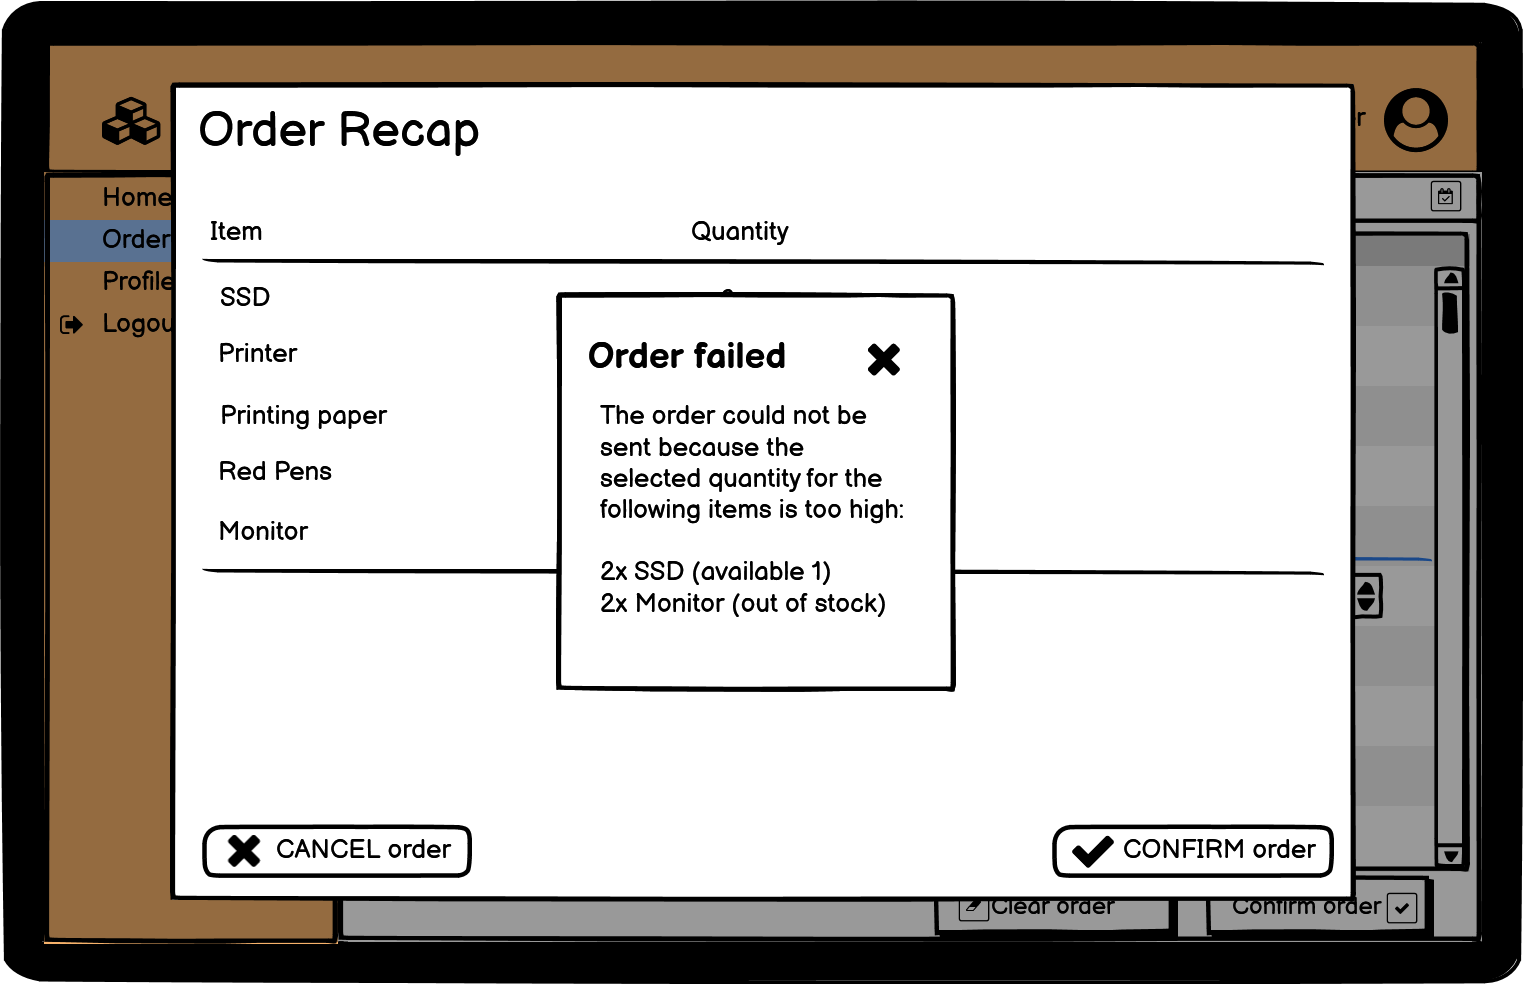 Order Recap
Home
Order
Profile
Item Quantity
SSD
Printer
Printing paper
Red Pens
Monitor
Order failed
The order could not be
sent because the
selected quantity for the
following items is too high:
2x SSD (available 1)
2x Monitor (out of stock)
CANCEL order
CONFIRM order
Clear order
Confirm order